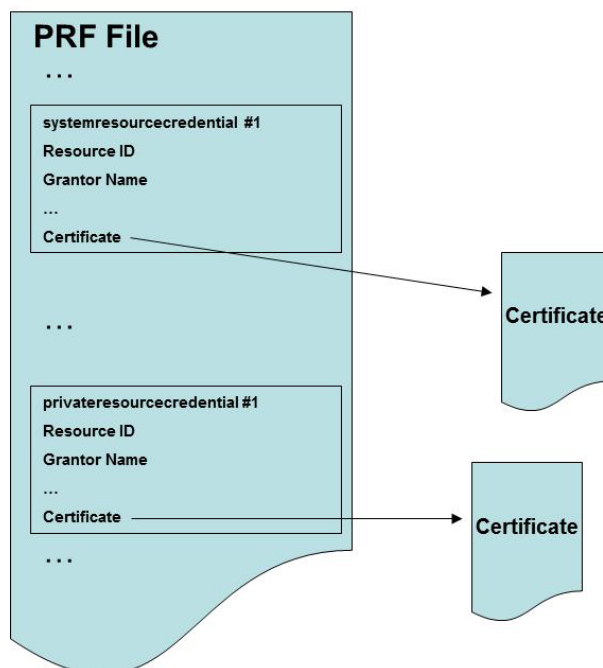 PRF File
...
systemresourcecredential #1
Resource ID
Grantor Name
...
Certificate
Certificate
...
privateresourcecredential #1
Resource ID
Grantor Name
...
Certificate
Certificate
...